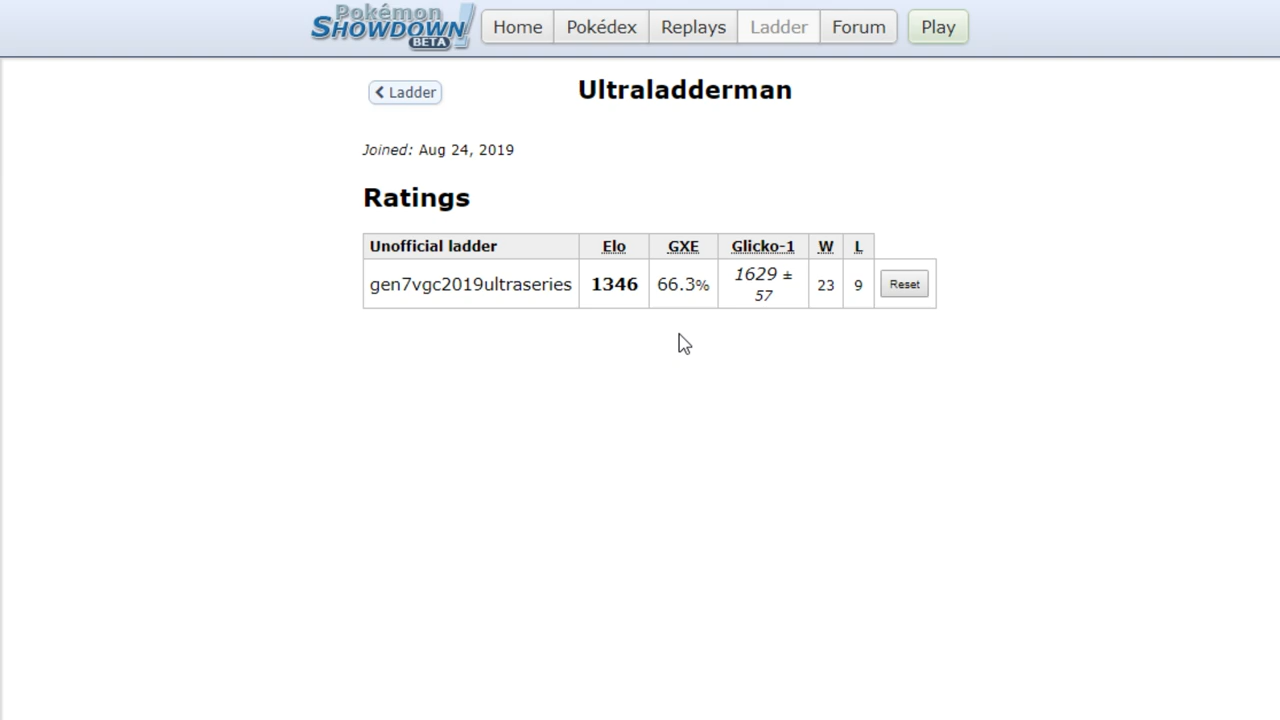 Pokémon
SHOWDOWN!
BETA
Home Pokédex Replays Ladder Forum Play
Ladder
Ultraladderman
Joined: Aug 24, 2019
Ratings
Unofficial ladder Elo GXE Glicko-1 W L
gen7vgc2019ultraseries 1346 66.3% 1629 ± 23 9 Reset
57